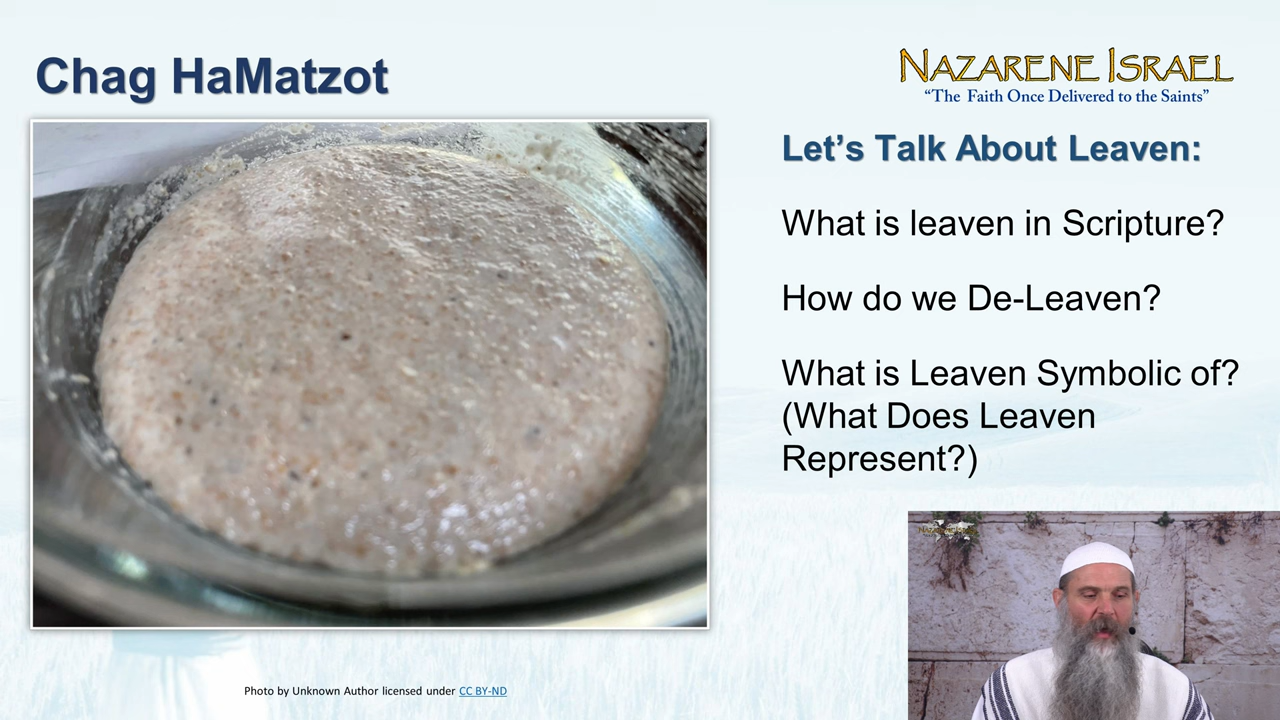 Chag HaMatzot
NAZARENE ISRAEL
“The Faith Once Delivered to the Saints”
Let’s Talk About Leaven:
What is leaven in Scripture?
How do we De-Leaven?
What is Leaven Symbolic of?
(What Does Leaven
Represent?)
Photo by Unknown Author licensed under CC BY-ND